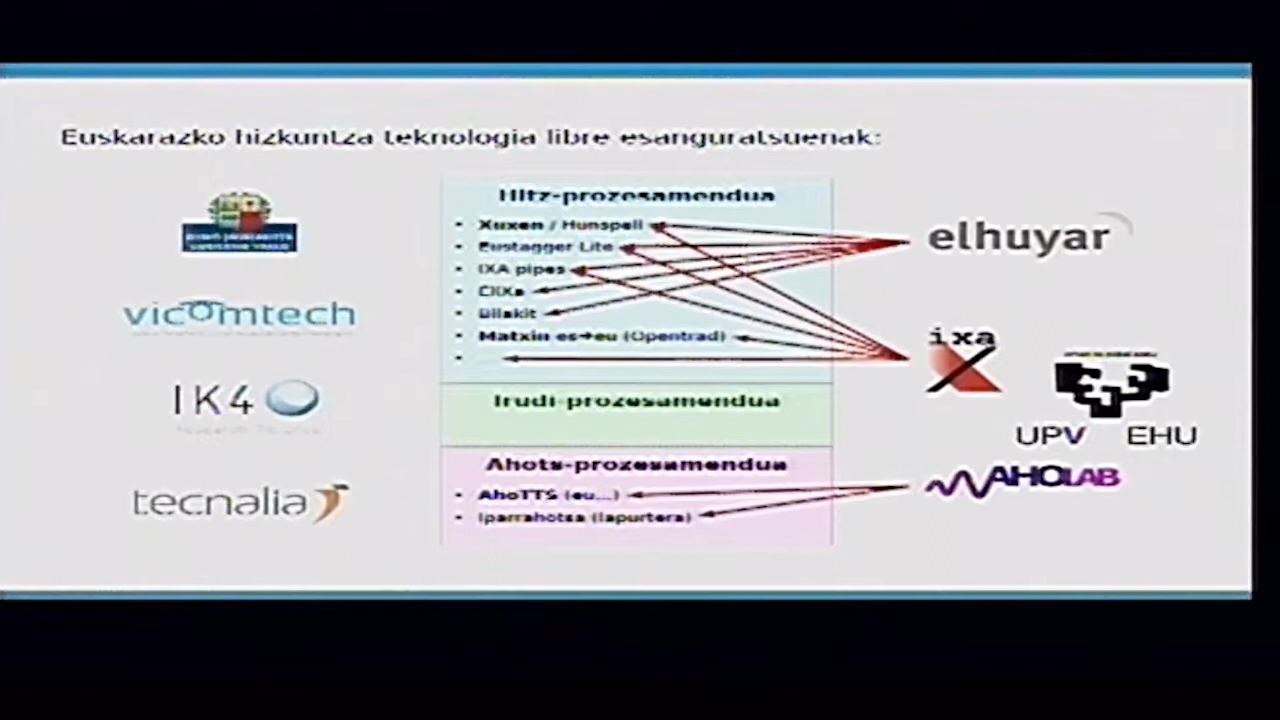 Euskarazko hizkuntza teknologia libre esanguratsuenak:
Hitz-prozesamendua
• Xuxen / Hunspell
• Eustagger Lite
• IXA pipes
• EliXa
• Bilakit
• Matxin es→eu (Opentrad)
•
Irudi-prozesamendua
Ahots-prozesamendua
• AhoTTS (eu...)
• Iparrahotsa (lapurtera)
vicomtech
IK4
tecnalia
elhuyar
ixa
UPV EHU
AHOLAB